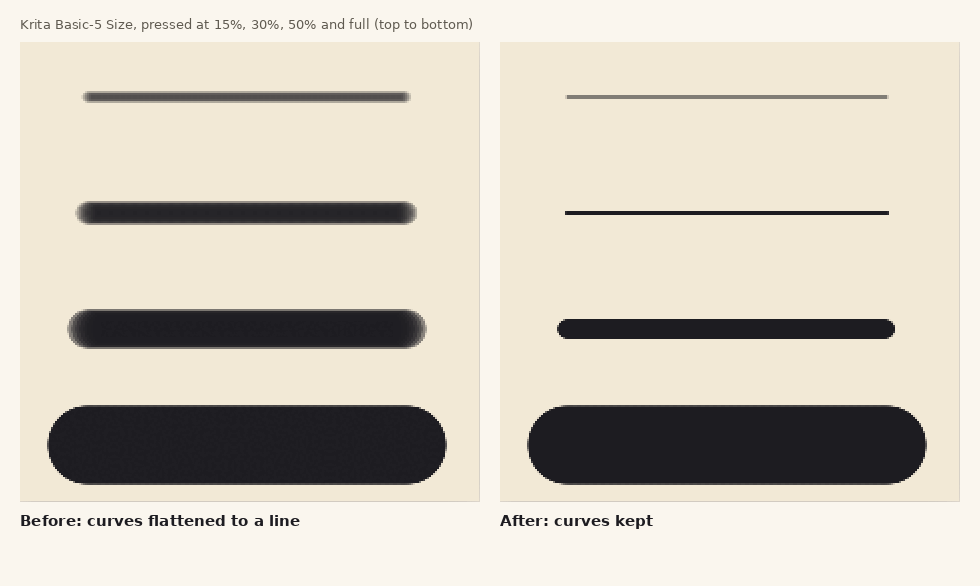 Krita Basic-5 Size, pressed at 15%, 30%, 50% and full (top to bottom)
Before: curves flattened to a line
After: curves kept